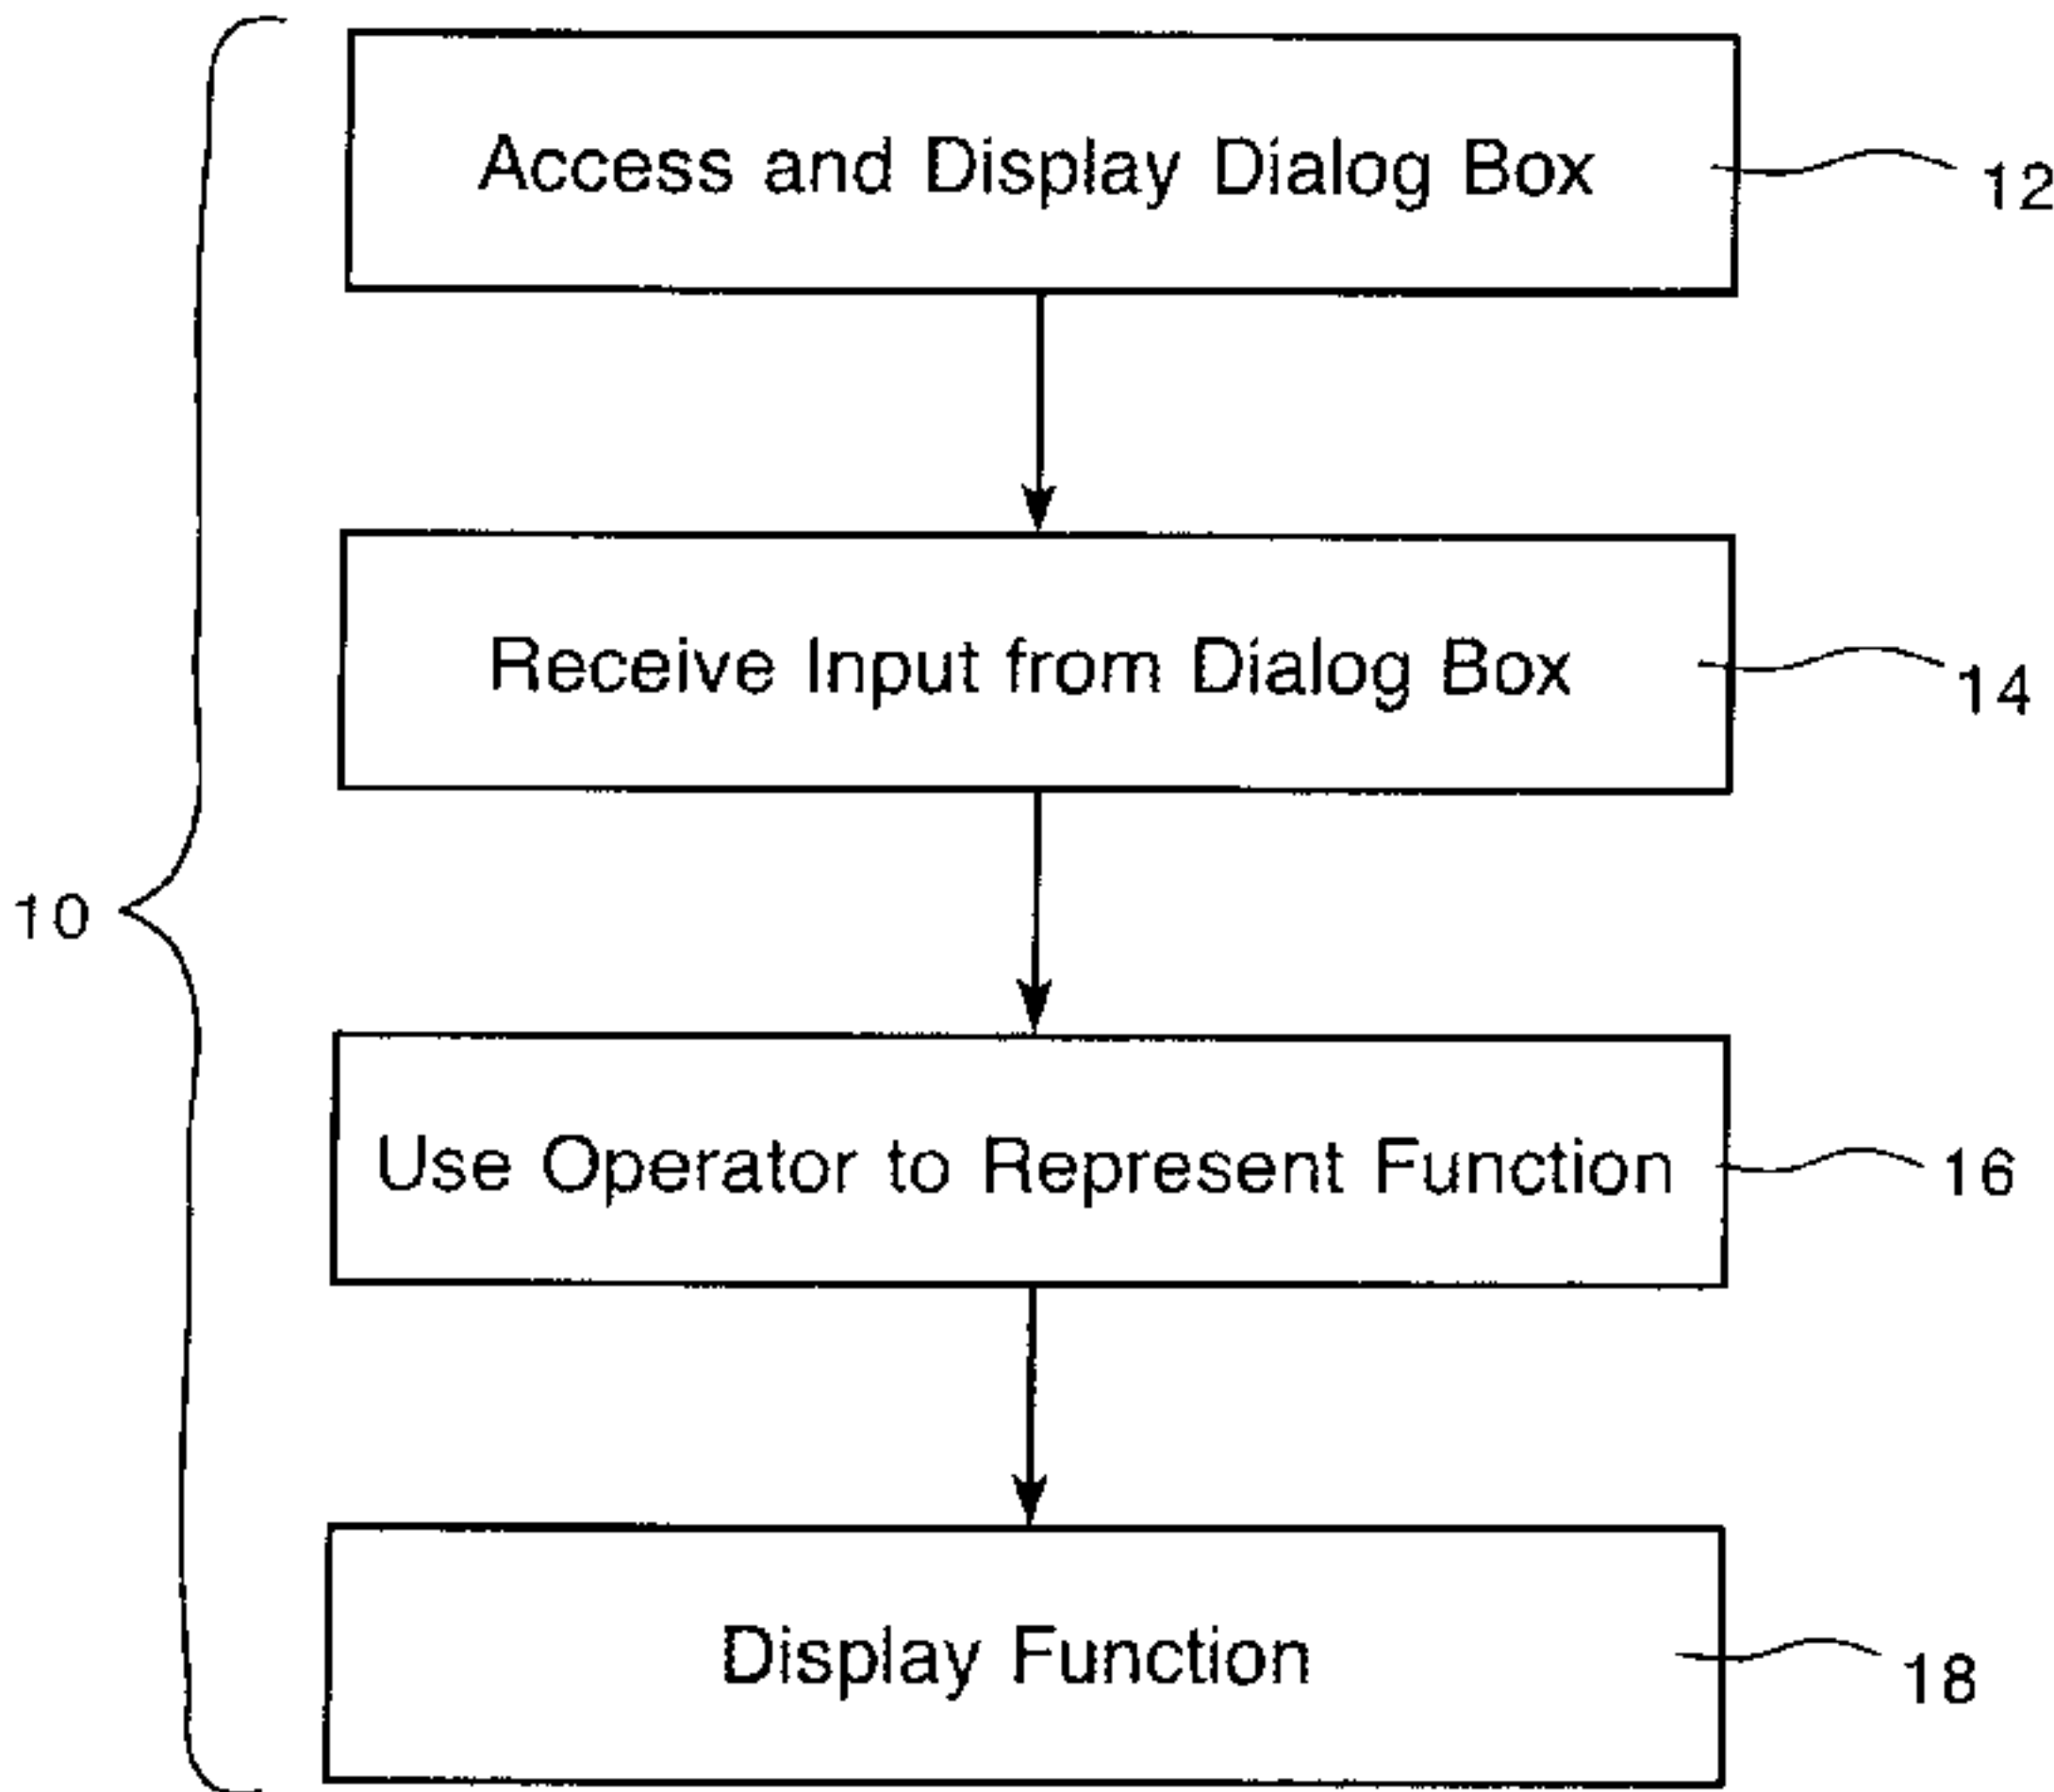 Access and Display Dialog Box
12
Receive Input from Dialog Box
14
10
Use Operator to Represent Function
16
Display Function
18